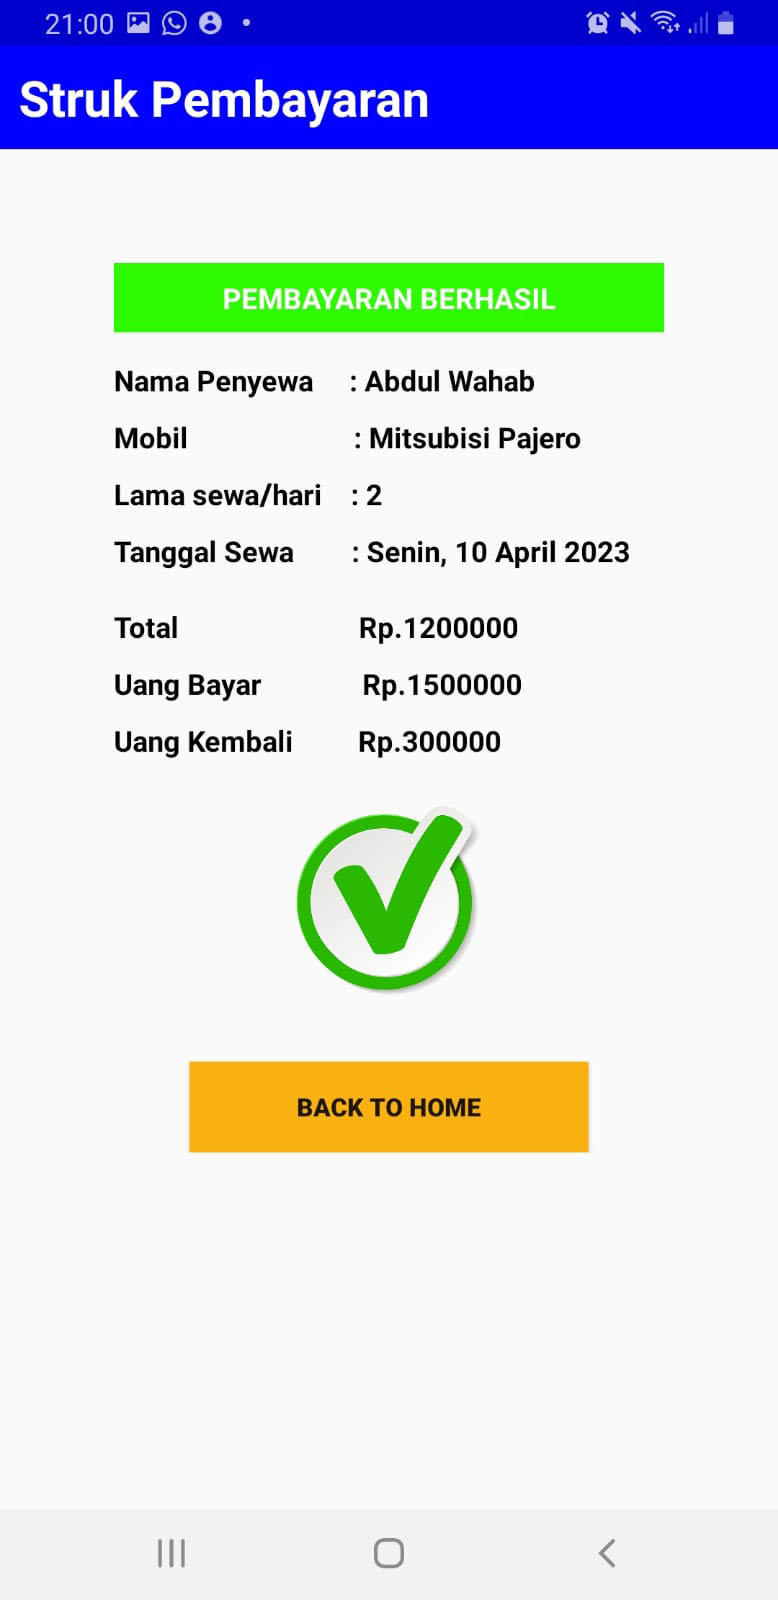 21:00
Struk Pembayaran
PEMBAYARAN BERHASIL
Nama Penyewa : Abdul Wahab
Mobil : Mitsubisi Pajero
Lama sewa/hari : 2
Tanggal Sewa : Senin, 10 April 2023
Total Rp.1200000
Uang Bayar Rp.1500000
Uang Kembali Rp.300000
BACK TO HOME